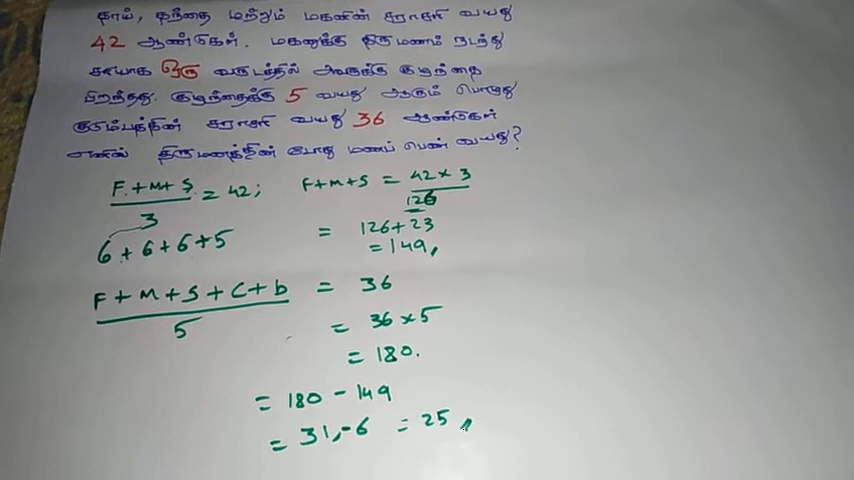 தாய், தந்தை மற்றும் மகனின் சராசரி வயது
42 ஆண்டுகள். மகனுக்கு திருமணம் நடந்து
சரியாக ஒரு வருடத்தில் அவருக்கு குழந்தை
பிறந்தது. குழந்தைக்கு 5 வயது ஆகும் பொழுது
குடும்பத்தின் சராசரி வயது 36 ஆண்டுகள்
எனில் திருமணத்தின் போது மணப் பெண் வயது?
F+M+S/3 = 42; F+M+S = 42 × 3
126
6+6+6+5 = 126+23
= 149,
F+M+S+C+b/5 = 36
= 36×5
= 180.
= 180 - 149
= 31,-6 = 25,